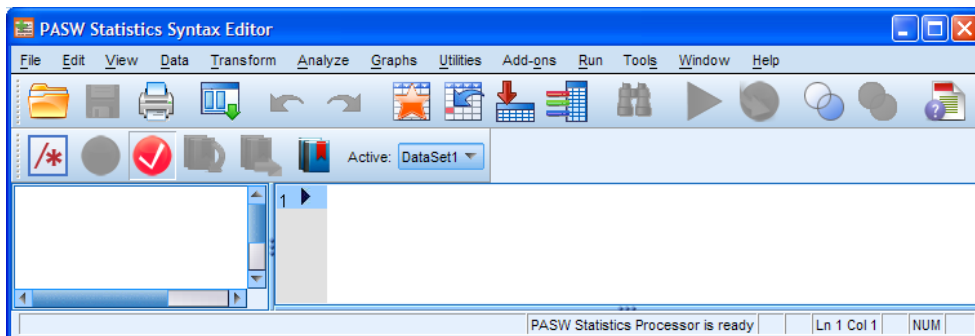 PASW Statistics Syntax Editor
File Edit View Data Transform Analyze Graphs Utilities Add-ons Run Tools Window Help
/* Active: DataSet1
1
PASW Statistics Processor is ready Ln 1 Col 1 NUM